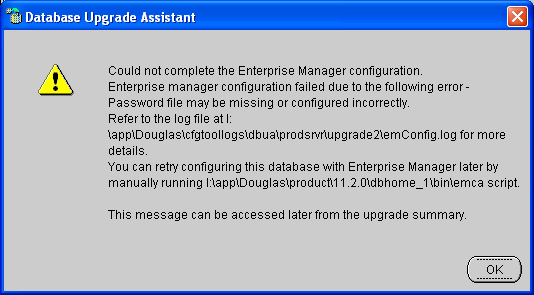 Database Upgrade Assistant
Could not complete the Enterprise Manager configuration.
Enterprise manager configuration failed due to the following error -
Password file may be missing or configured incorrectly.
Refer to the log file at I:
\app\Douglas\cfgtoollogs\dbua\prodsrvr\upgrade2\emConfig.log for more
details.
You can retry configuring this database with Enterprise Manager later by
manually running I:\app\Douglas\product\11.2.0\dbhome_1\bin\emca script.
This message can be accessed later from the upgrade summary.
OK